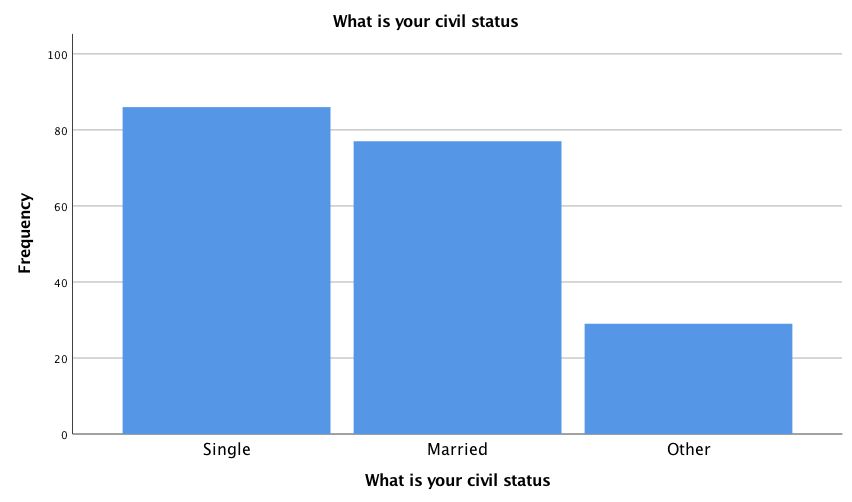 What is your civil status
100
80
60
40
20
0
Frequency
Single Married Other
What is your civil status